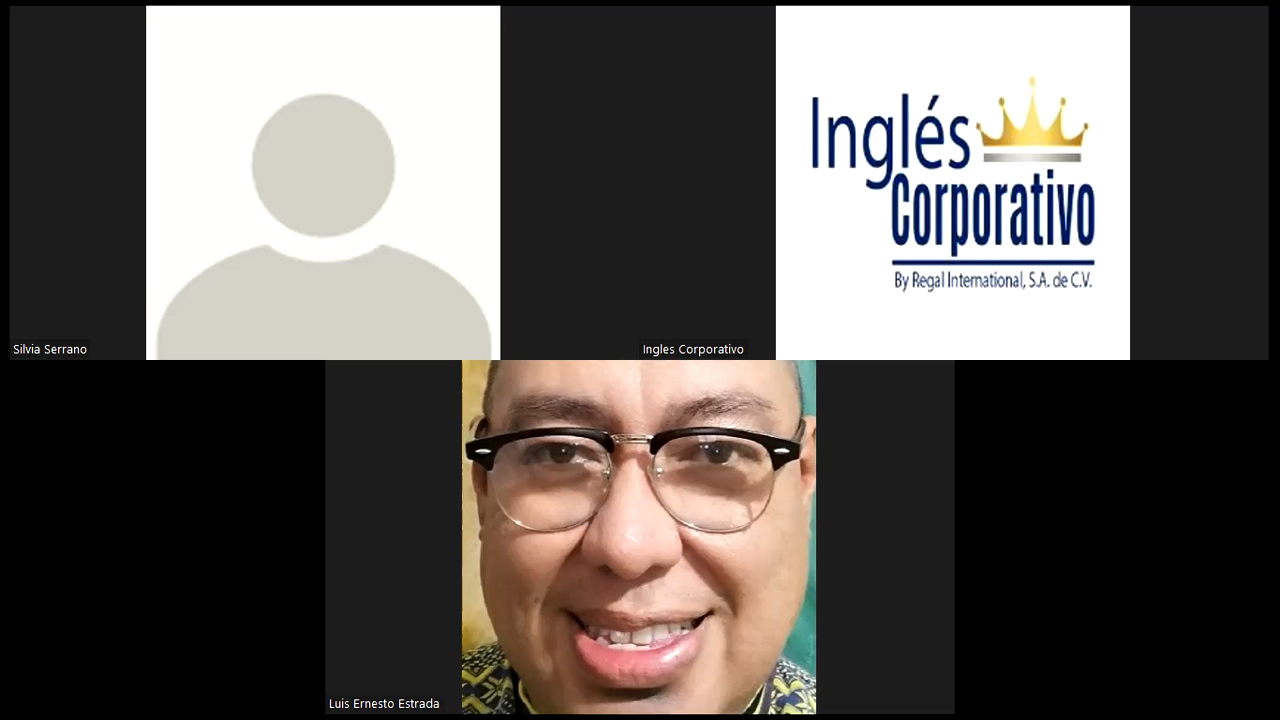 Inglés
Corporativo
By Regal International, S.A. de C.V.
Silvia Serrano
Ingles Corporativo
Luis Ernesto Estrada